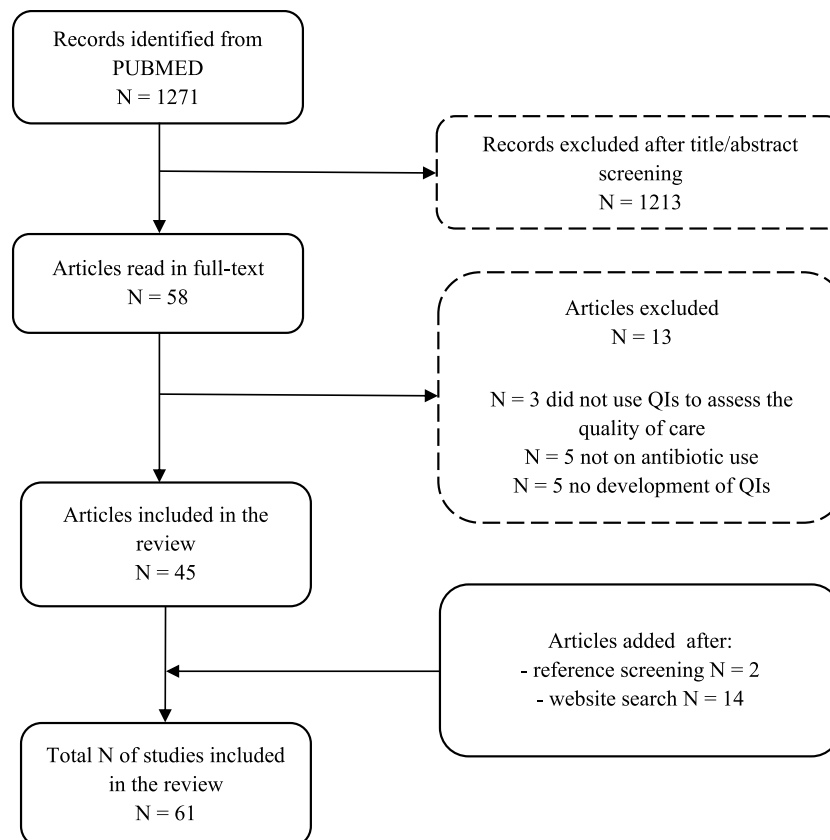 Records identified from
PUBMED
N = 1271
Records excluded after title/abstract
screening
N = 1213
Articles read in full-text
N = 58
Articles excluded
N = 13
N = 3 did not use QIs to assess the
quality of care
N = 5 not on antibiotic use
N = 5 no development of QIs
Articles included in the
review
N = 45
Articles added after:
- reference screening N = 2
- website search N = 14
Total N of studies included
in the review
N = 61